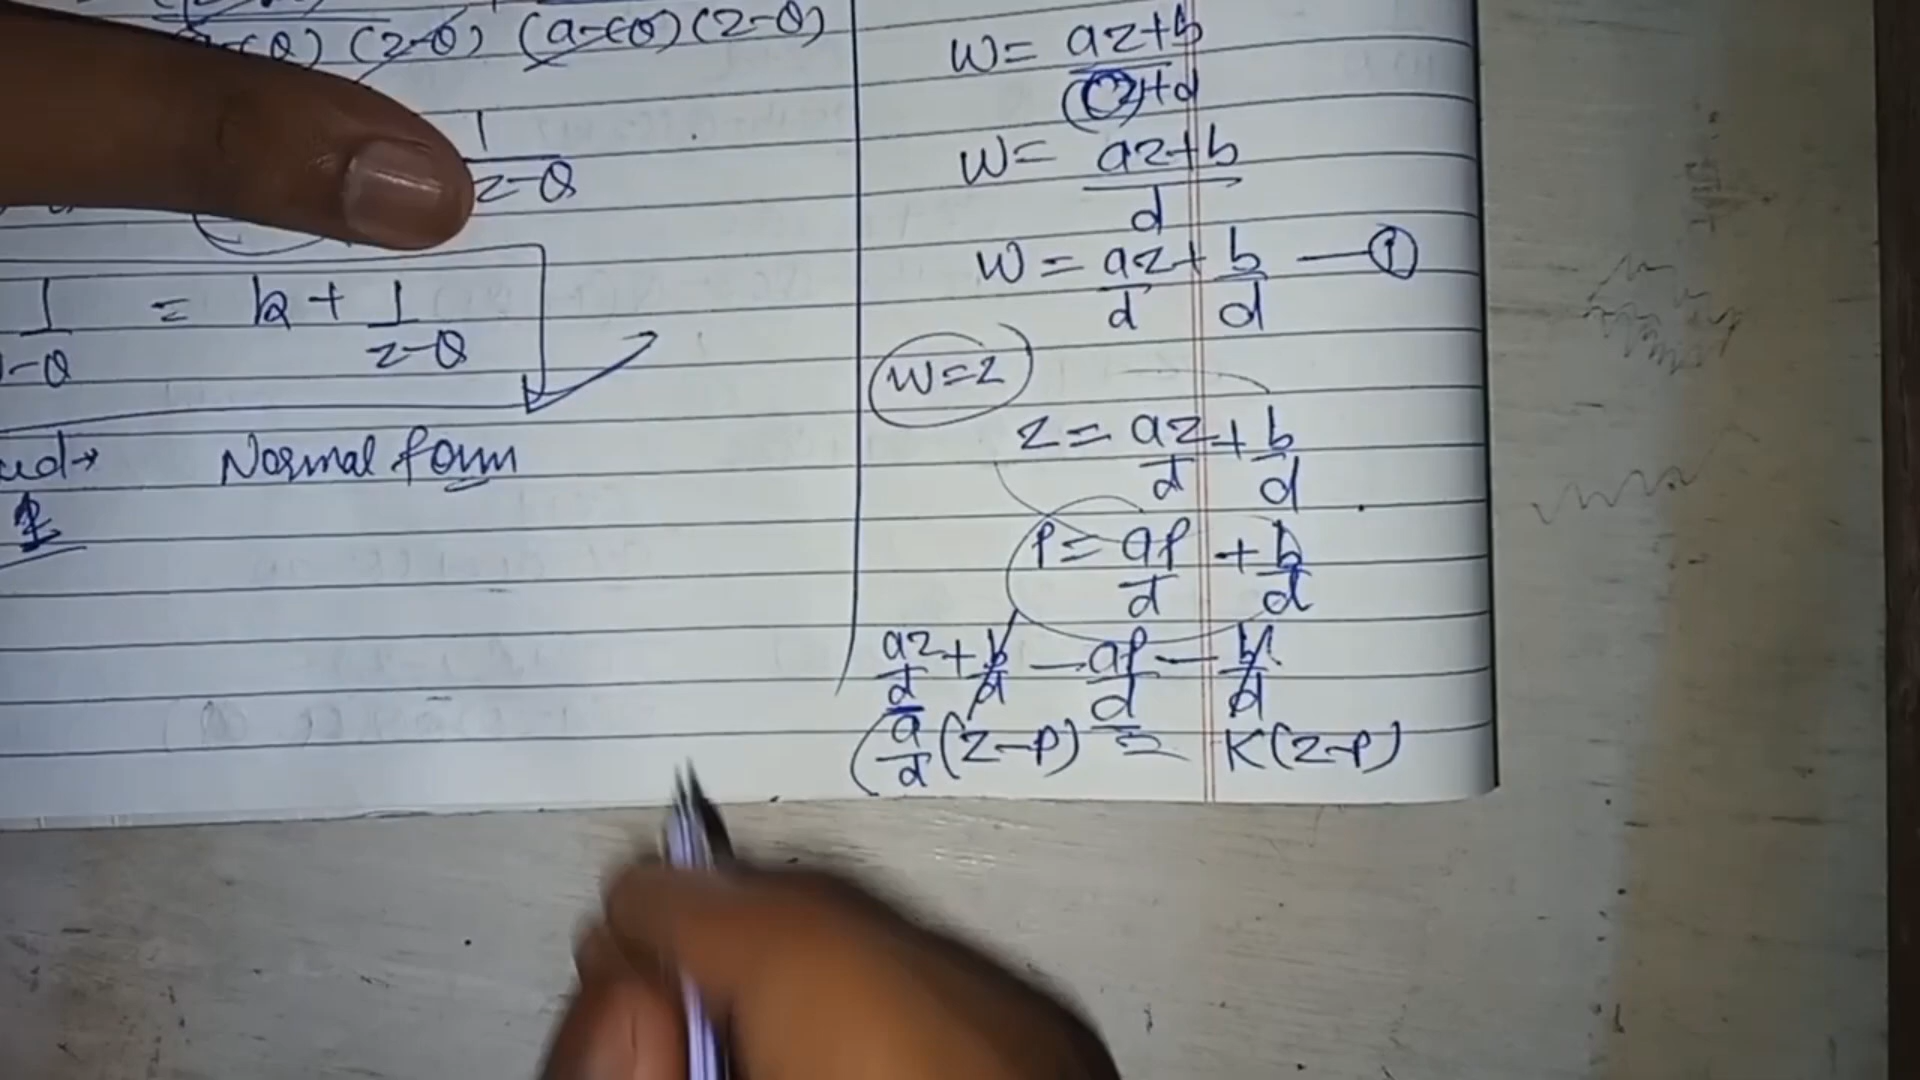 (z-Q) (a-cQ)(z-Q)
1
z-Q
1 = k + 1
-Q z-Q
Normal form
w = az+b
cz+d
w = az+b
d
w = az + b — ①
d d
w=z
z = az + b
d d
P = aP + b
d d
az + b - aP - b
d d d d
a (z-P) = K(z-P)
d